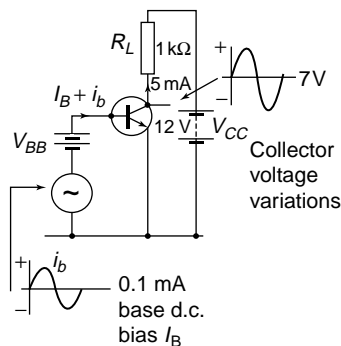 R_L
1 kΩ
5 mA
+
−
7 V
I_B + i_b
12 V
V_CC
V_BB
~
Collector
voltage
variations
+
−
i_b
0.1 mA
base d.c.
bias I_B